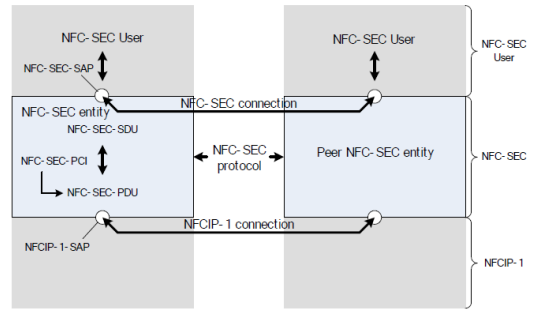 NFC-SEC User
NFC-SEC User
NFC-SEC
User
NFC-SEC-SAP
NFC-SEC connection
NFC-SEC entity
NFC-SEC-SDU
NFC-SEC
protocol
Peer NFC-SEC entity
NFC-SEC
NFC-SEC-PCI
NFC-SEC-PDU
NFCIP-1 connection
NFCIP-1-SAP
NFCIP-1